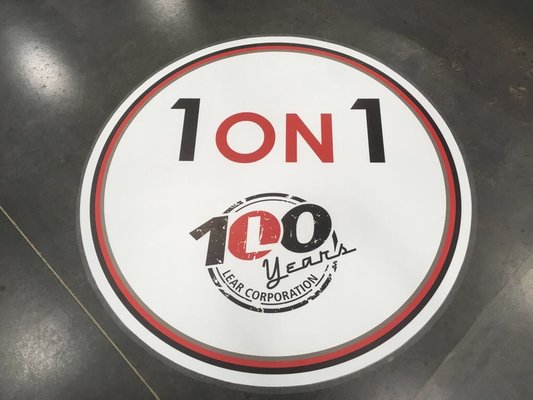 1 ON 1
100
Years
LEAR CORPORATION